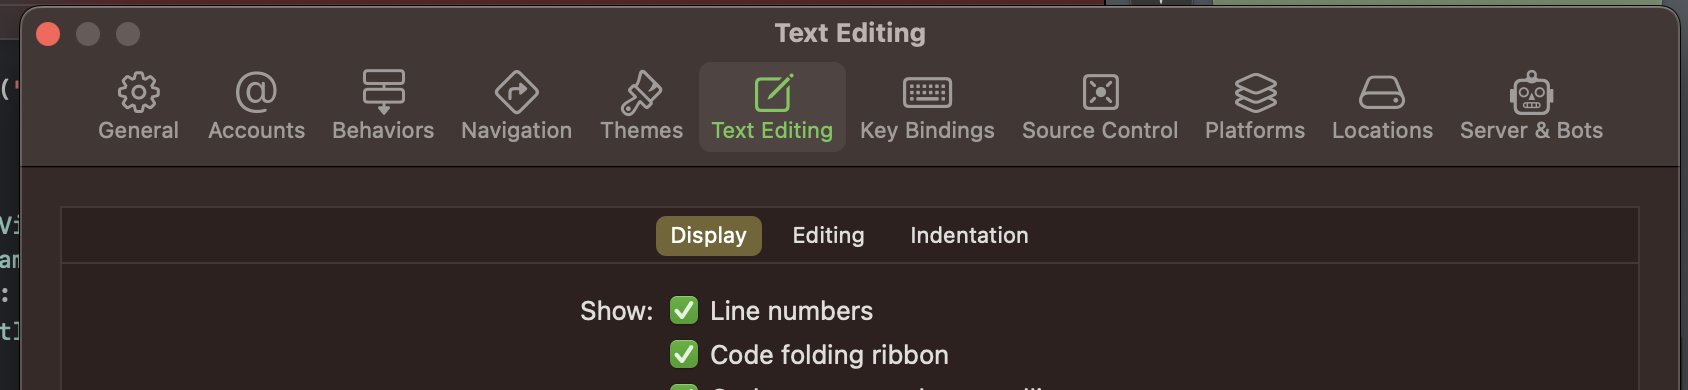 Text Editing
General Accounts Behaviors Navigation Themes Text Editing Key Bindings Source Control Platforms Locations Server & Bots
Display Editing Indentation
Show: Line numbers
Code folding ribbon